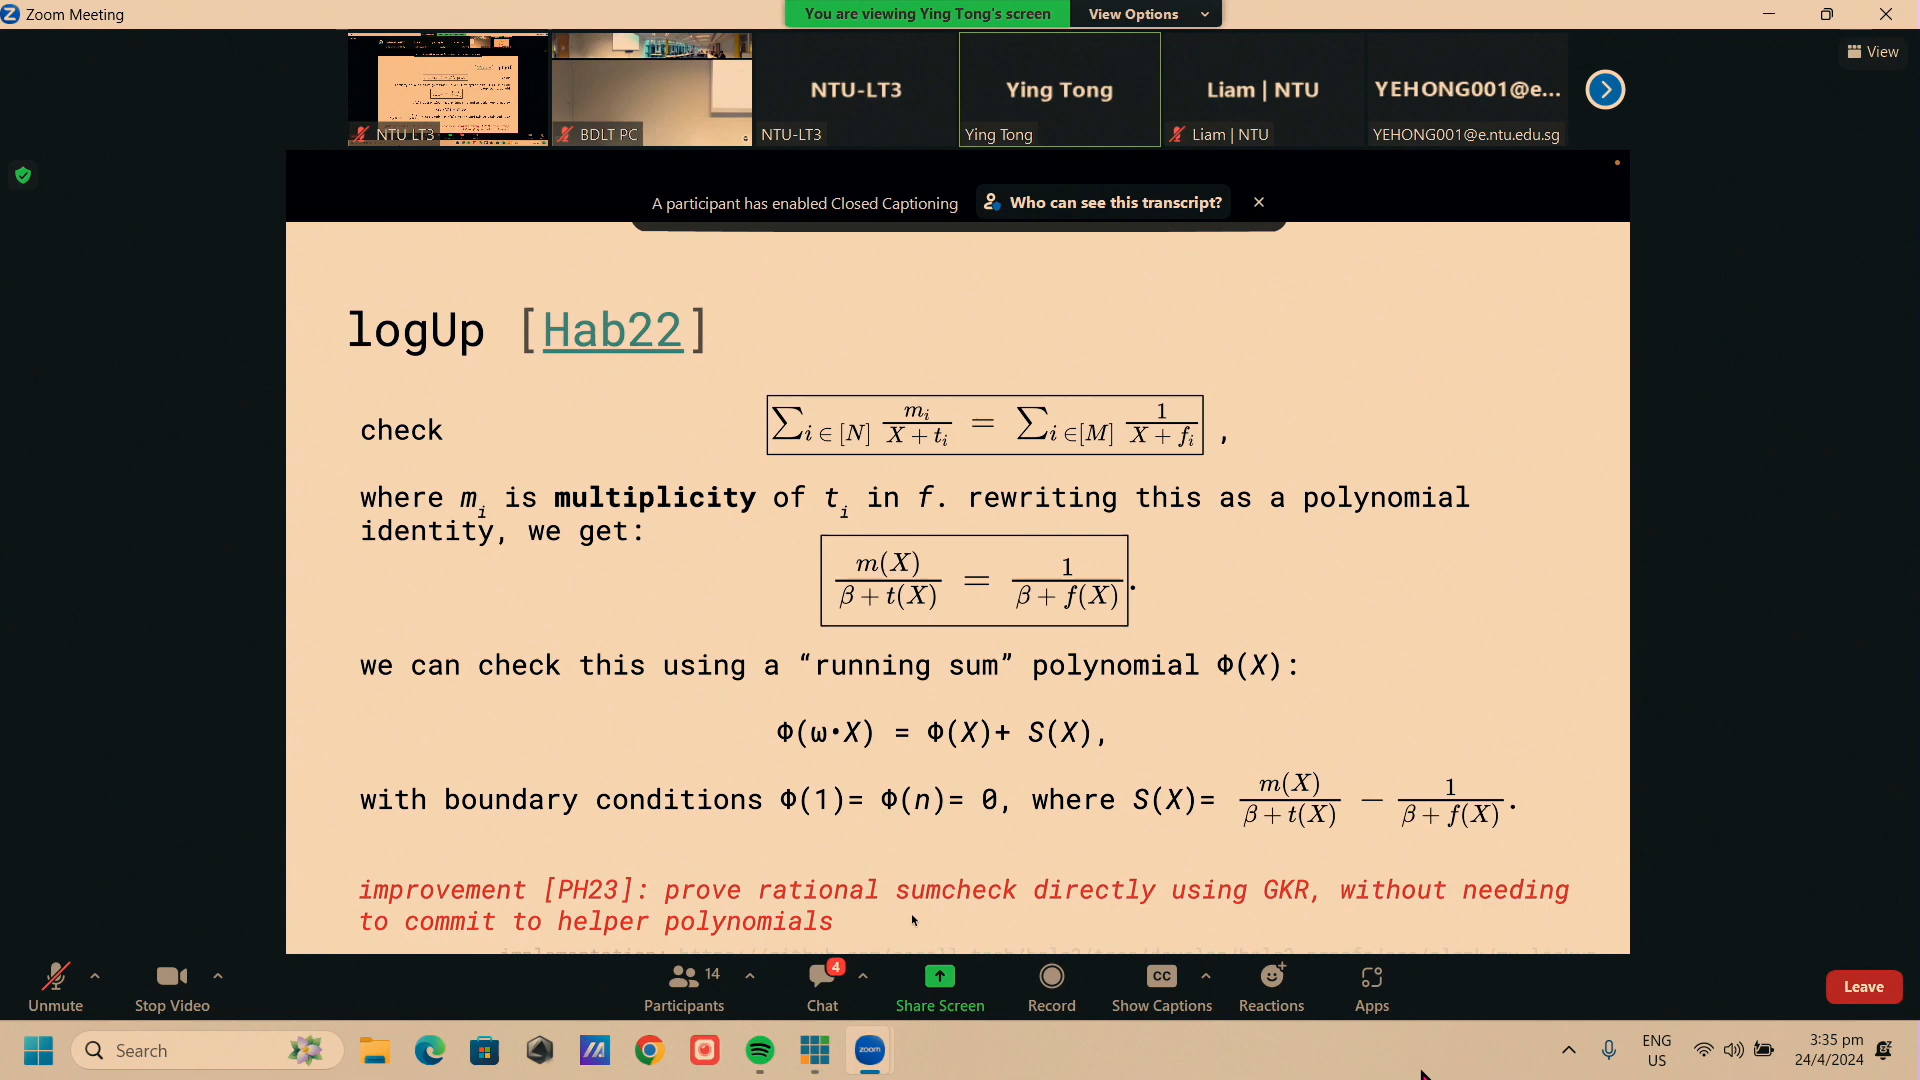 Zoom Meeting
You are viewing Ying Tong's screen
View Options
View
NTU LT3
BDLT PC
NTU-LT3
NTU-LT3
Ying Tong
Ying Tong
Liam | NTU
Liam | NTU
YEHONG001@e...
YEHONG001@e.ntu.edu.sg
A participant has enabled Closed Captioning
Who can see this transcript?
logUp [Hab22]
check
∑i ∈ [N] mi / (X + ti) = ∑i ∈[M] 1 / (X + fi) ,
where mi is multiplicity of ti in f. rewriting this as a polynomial
identity, we get:
m(X) / (β + t(X)) = 1 / (β + f(X)).
we can check this using a “running sum” polynomial Φ(X):
Φ(ω•X) = Φ(X)+ S(X),
with boundary conditions Φ(1)= Φ(n)= 0, where S(X)= m(X) / (β + t(X)) − 1 / (β + f(X)).
improvement [PH23]: prove rational sumcheck directly using GKR, without needing
to commit to helper polynomials
Unmute
Stop Video
14
Participants
4
Chat
Share Screen
Record
CC
Show Captions
Reactions
Apps
Leave
Search
zoom
ENG
US
3:35 pm
24/4/2024